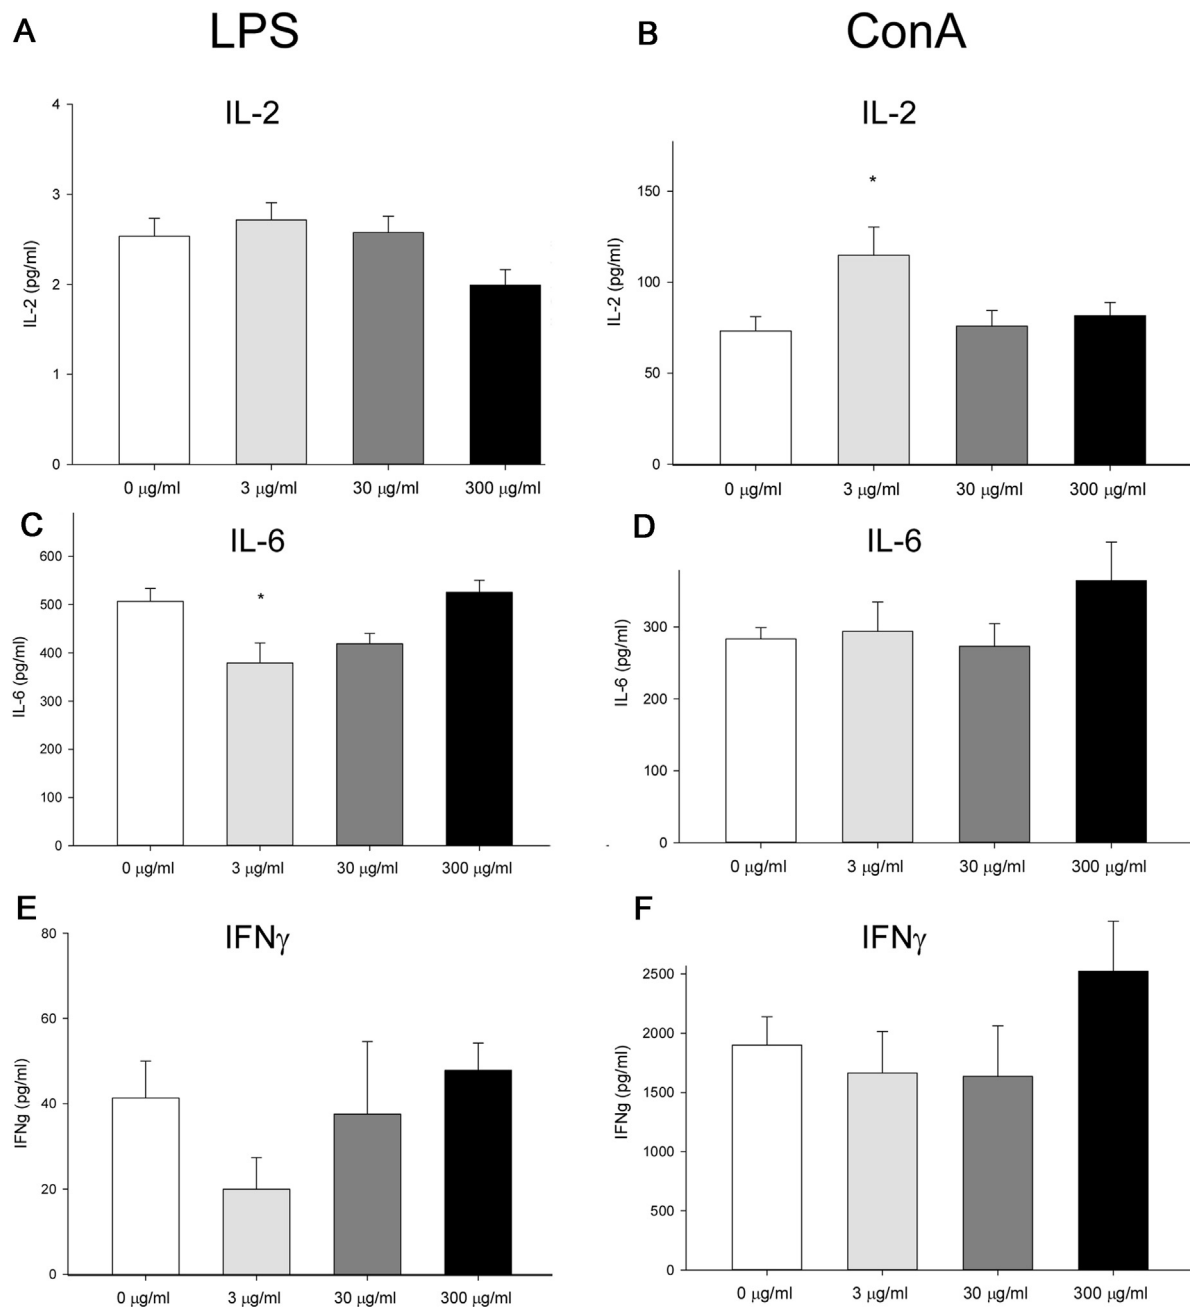 A LPS
B ConA
IL-2
4
3
2
1
0
IL-2 (pg/ml)
0 μg/ml 3 μg/ml 30 μg/ml 300 μg/ml
IL-2
*
150
100
50
0
IL-2 (pg/ml)
0 μg/ml 3 μg/ml 30 μg/ml 300 μg/ml
C IL-6
600
500
400
300
200
100
0
*
IL-6 (pg/ml)
0 μg/ml 3 μg/ml 30 μg/ml 300 μg/ml
D IL-6
300
200
100
0
IL-6 (pg/ml)
0 μg/ml 3 μg/ml 30 μg/ml 300 μg/ml
E IFNγ
80
60
40
20
0
IFNg (pg/ml)
0 μg/ml 3 μg/ml 30 μg/ml 300 μg/ml
F IFNγ
2500
2000
1500
1000
500
0
IFNg (pg/ml)
0 μg/ml 3 μg/ml 30 μg/ml 300 μg/ml